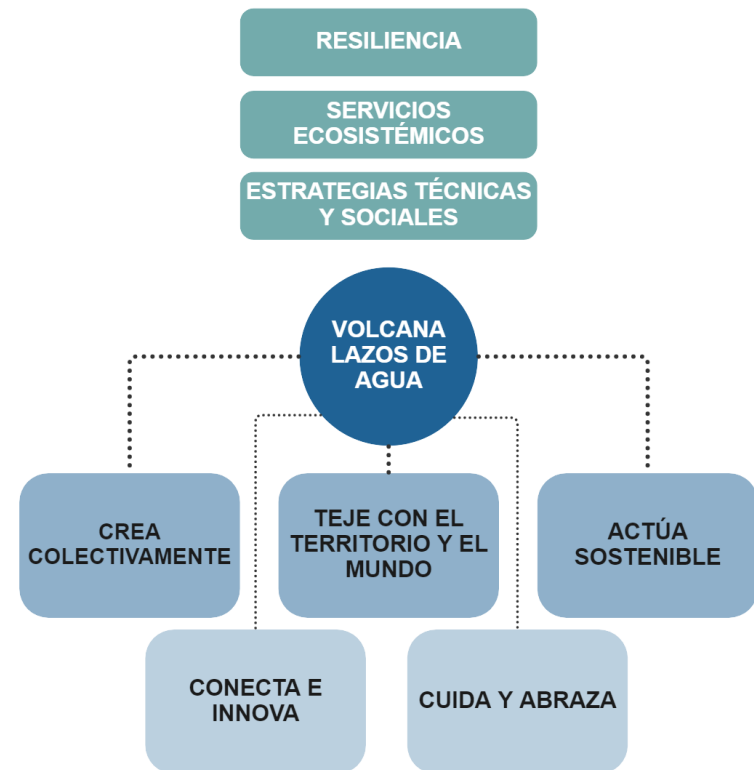 RESILIENCIA
SERVICIOS
ECOSISTÉMICOS
ESTRATEGIAS TÉCNICAS
Y SOCIALES
VOLCANA
LAZOS DE
AGUA
CREA
COLECTIVAMENTE
TEJE CON EL
TERRITORIO Y EL
MUNDO
ACTÚA
SOSTENIBLE
CONECTA E
INNOVA
CUIDA Y ABRAZA